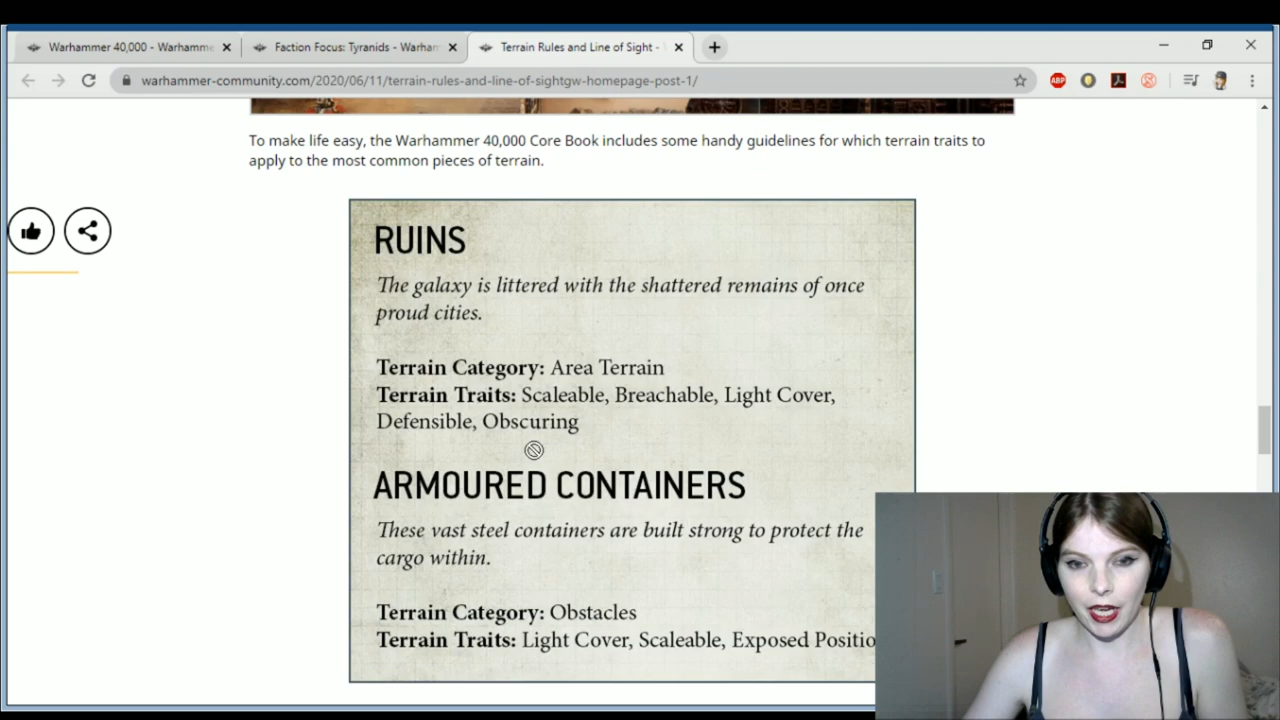 Warhammer 40,000 - Warhamme
Faction Focus: Tyranids - Warham
Terrain Rules and Line of Sight -
warhammer-community.com/2020/06/11/terrain-rules-and-line-of-sightgw-homepage-post-1/
ABP
To make life easy, the Warhammer 40,000 Core Book includes some handy guidelines for which terrain traits to
apply to the most common pieces of terrain.
RUINS
The galaxy is littered with the shattered remains of once
proud cities.
Terrain Category: Area Terrain
Terrain Traits: Scaleable, Breachable, Light Cover,
Defensible, Obscuring
ARMOURED CONTAINERS
These vast steel containers are built strong to protect the
cargo within.
Terrain Category: Obstacles
Terrain Traits: Light Cover, Scaleable, Exposed Positio